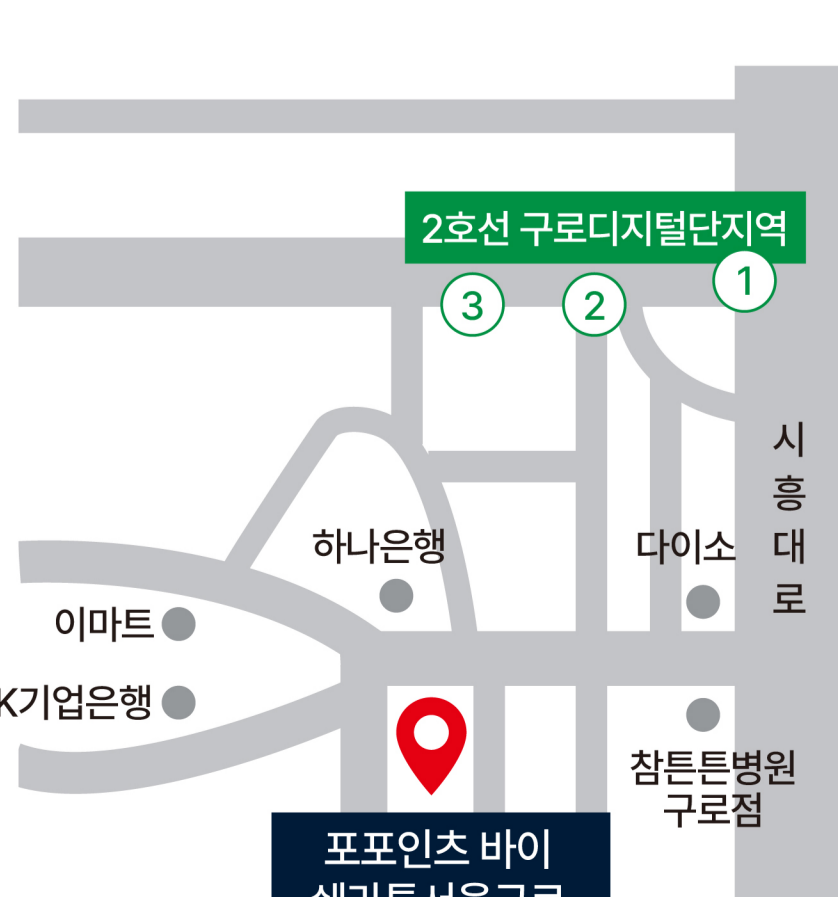 2호선 구로디지털단지역
1
3
2
시흥대로
하나은행
다이소
이마트
K기업은행
참튼튼병원
구로점
포포인츠 바이